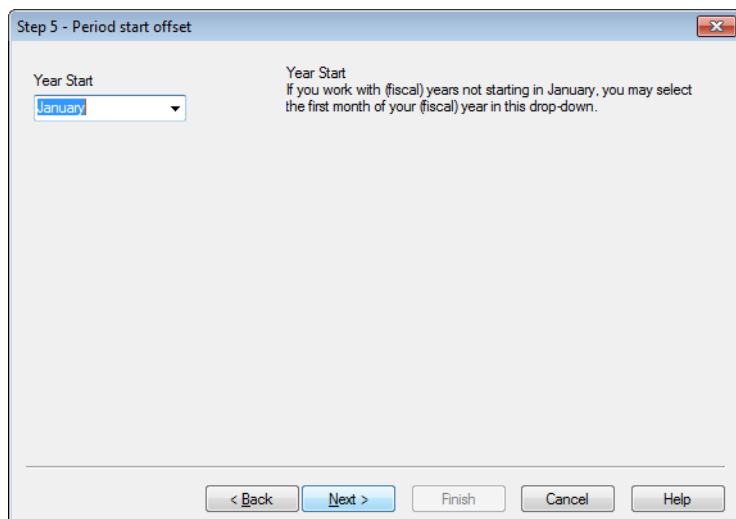 Step 5 - Period start offset
Year Start
January
Year Start
If you work with (fiscal) years not starting in January, you may select
the first month of your (fiscal) year in this drop-down.
< Back
Next >
Finish
Cancel
Help